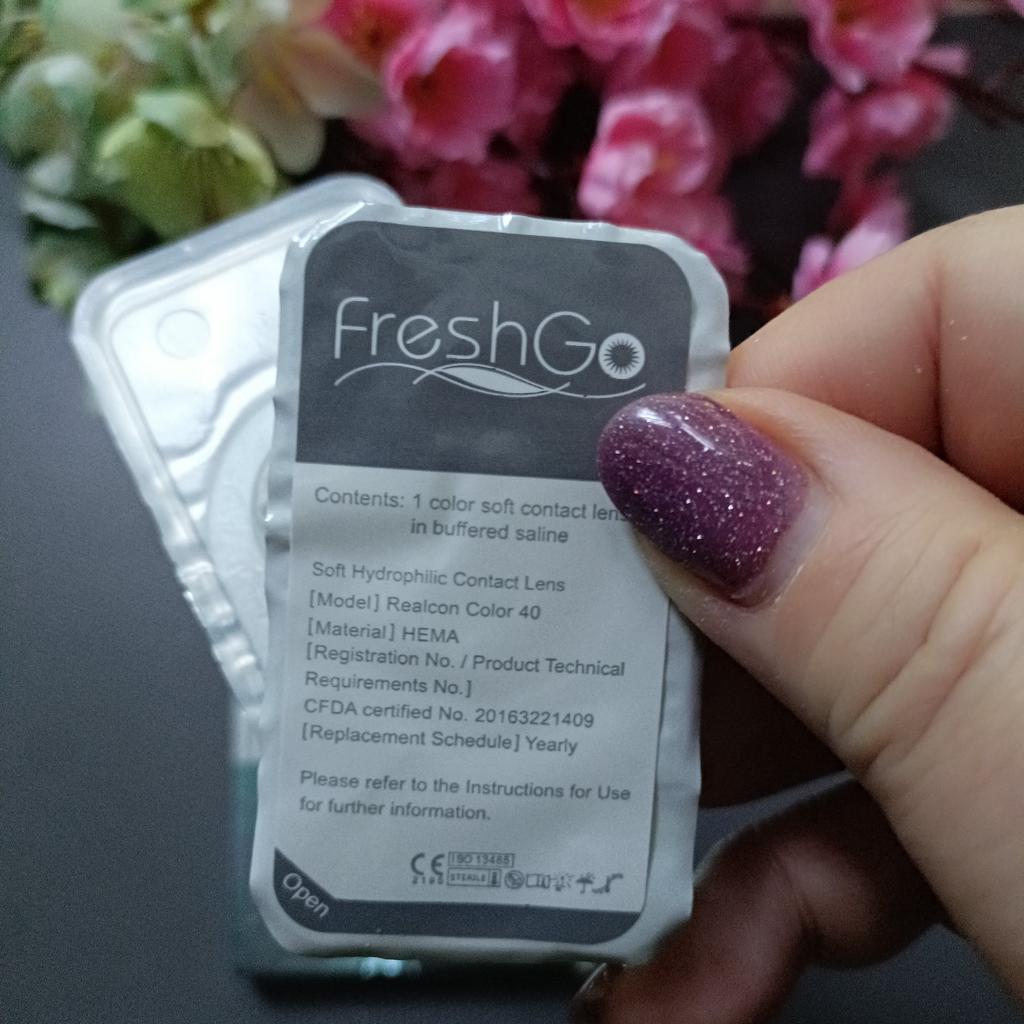 FreshGo
Contents: 1 color soft contact lens
in buffered saline
Soft Hydrophilic Contact Lens
[Model] Realcon Color 40
[Material] HEMA
[Registration No. / Product Technical
Requirements No.]
CFDA certified No. 20163221409
[Replacement Schedule] Yearly
Please refer to the Instructions for Use
for further information.
CE ISO 13485
STERILE
Open